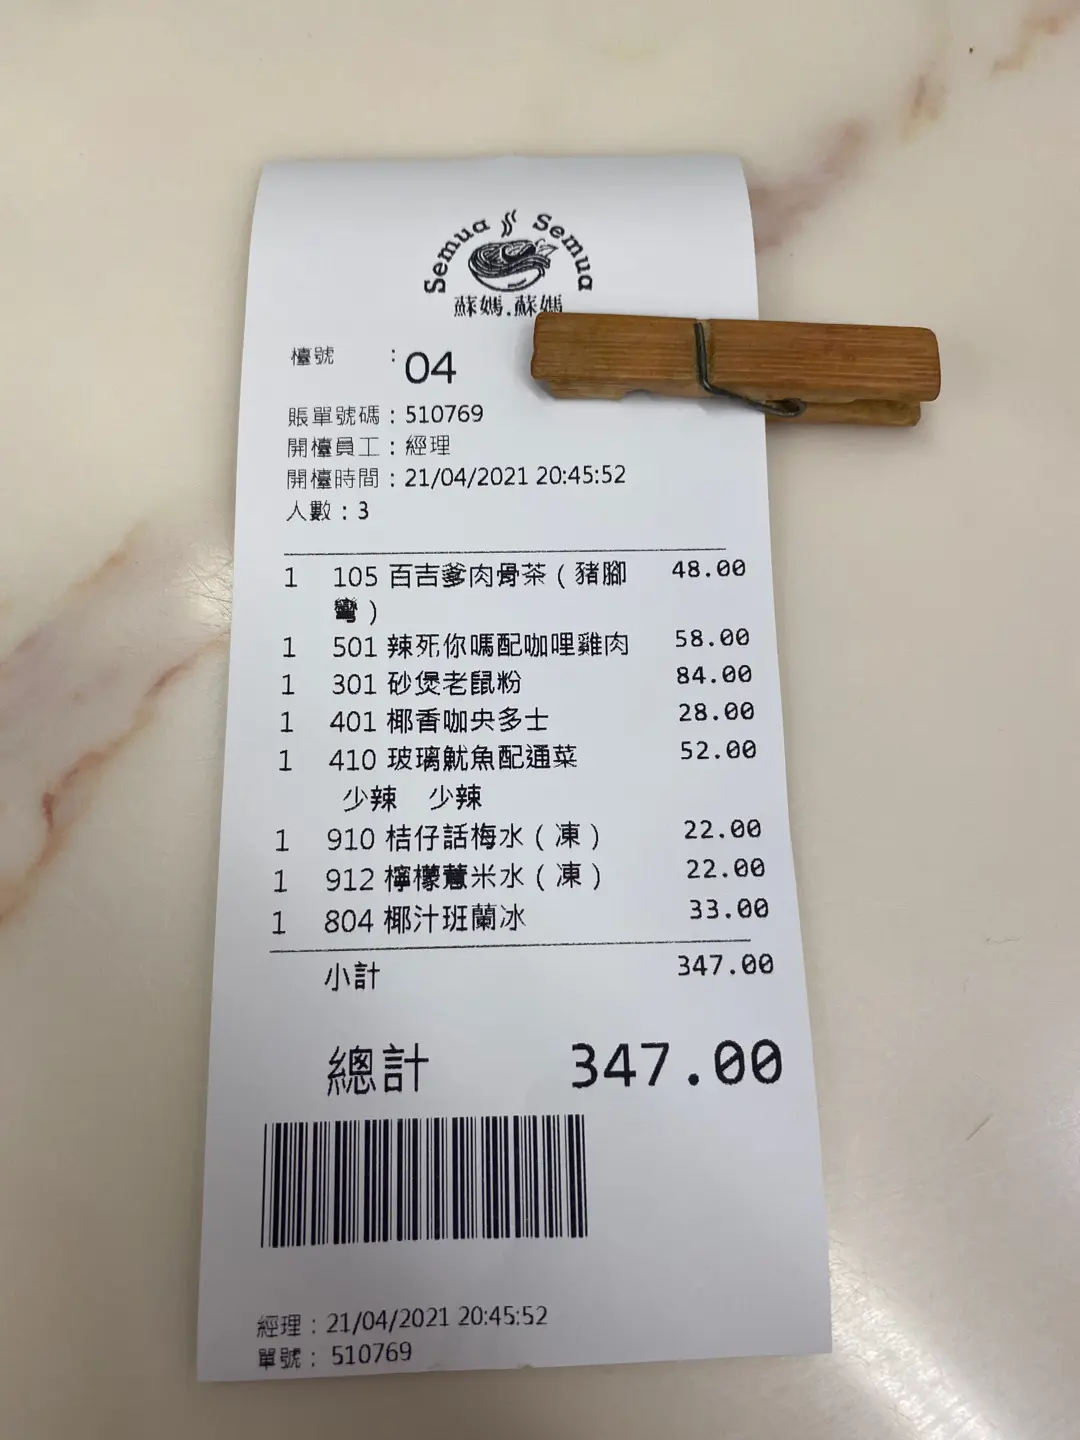 Semua Semua
蘇媽.蘇媽
檯號 : 04
賬單號碼 : 510769
開檯員工 : 經理
開檯時間 : 21/04/2021 20:45:52
人數 : 3
1 105 百吉爹肉骨茶 ( 豬腳 48.00
彎 )
1 501 辣死你嗎配咖哩雞肉 58.00
1 301 砂煲老鼠粉 84.00
1 401 椰香咖央多士 28.00
1 410 玻璃魷魚配通菜 52.00
少辣 少辣
1 910 桔仔話梅水 ( 凍 ) 22.00
1 912 檸檬薏米水 ( 凍 ) 22.00
1 804 椰汁班蘭冰 33.00
小計 347.00
總計 347.00
經理 : 21/04/2021 20:45:52
單號 : 510769